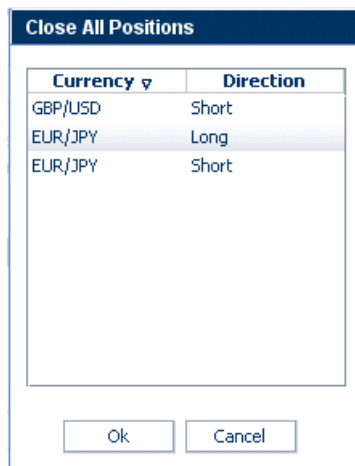 Close All Positions
Currency Direction
GBP/USD Short
EUR/JPY Long
EUR/JPY Short
Ok Cancel